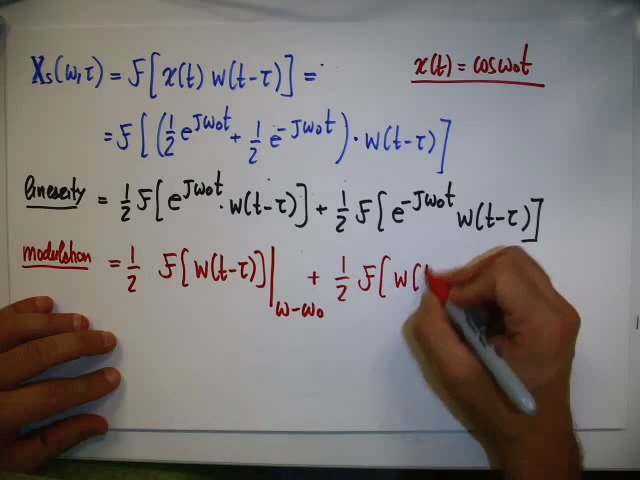 Xs(ω,τ) = F[x(t) w(t-τ)] =
x(t) = cosω₀t
= F[(1/2 e^{jω₀t} + 1/2 e^{-jω₀t}) · w(t-τ)]
linearity = 1/2 F[e^{jω₀t} · w(t-τ)] + 1/2 F[e^{-jω₀t} w(t-τ)]
modulation = 1/2 F[w(t-τ)]|_{ω-ω₀} + 1/2 F[w(t